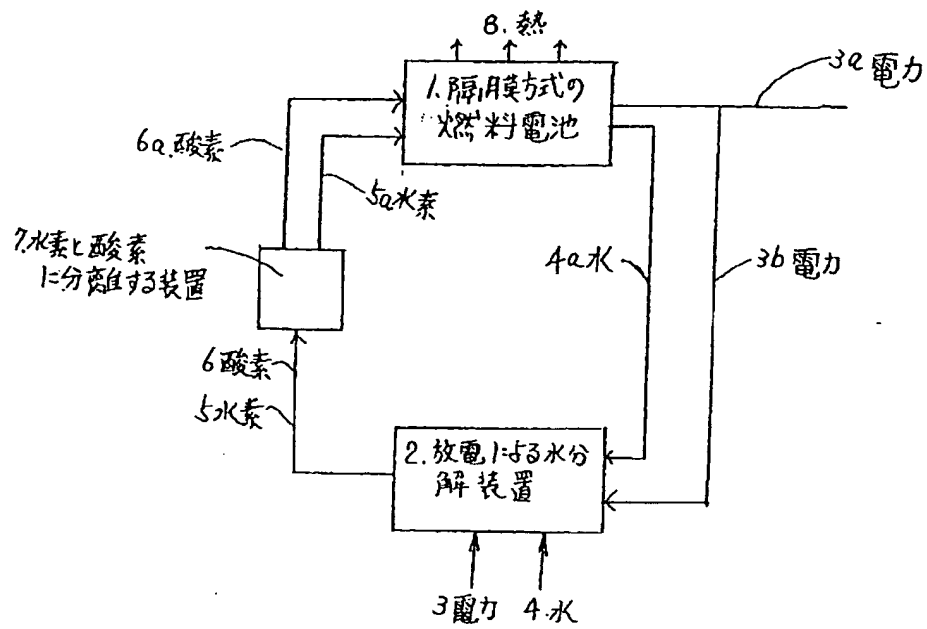 8.熱
3a電力
1.隔膜方式の
燃料電池
6a.酸素
5a水素
7.水素と酸素
に分離する装置
4a水
3b電力
6酸素
5水素
2.放電による水分
解装置
3電力
4.水